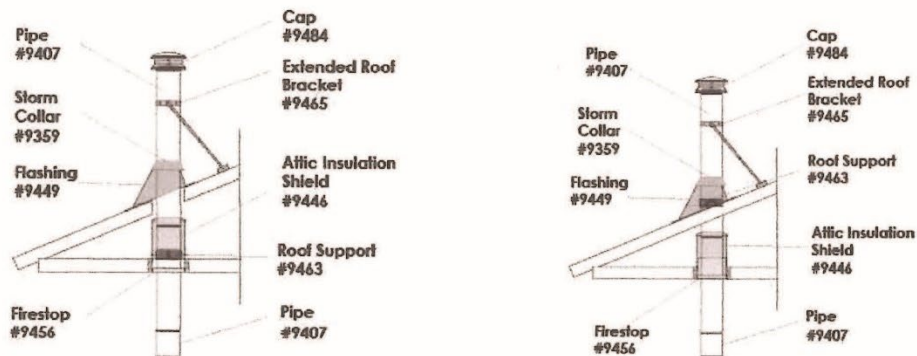 Cap
#9484
Pipe
#9407
Extended Roof
Bracket
#9465
Storm
Collar
#9359
Attic Insulation
Shield
#9446
Flashing
#9449
Roof Support
#9463
Firestop
#9456
Pipe
#9407
Cap
#9484
Pipe
#9407
Extended Roof
Bracket
#9465
Storm
Collar
#9359
Roof Support
#9463
Flashing
#9449
Attic Insulation
Shield
#9446
Firestop
#9456
Pipe
#9407